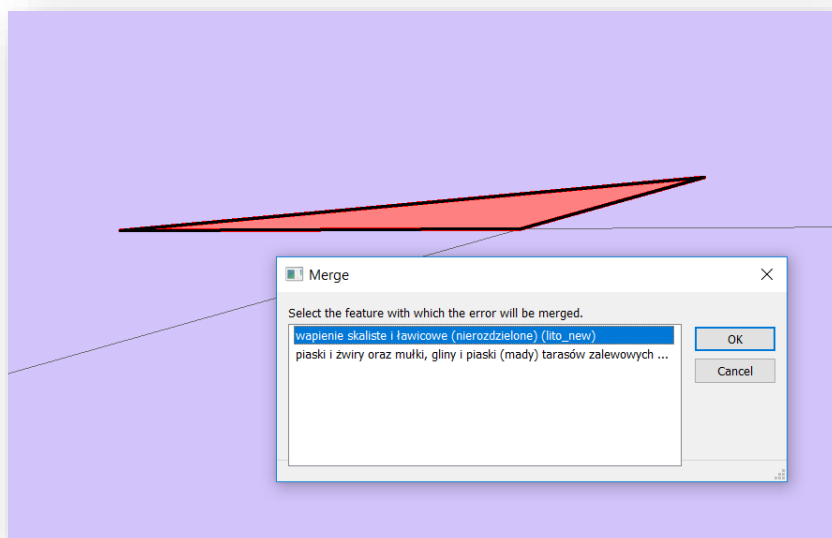 Merge
Select the feature with which the error will be merged.
wapienie skaliste i ławicowe (nierozdzielone) (lito_new)
OK
piaski i żwiry oraz mułki, gliny i piaski (mady) tarasów zalewowych ...
Cancel